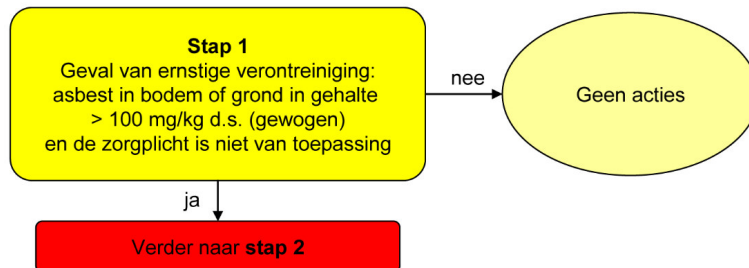 Stap 1
Geval van ernstige verontreiniging:
asbest in bodem of grond in gehalte
> 100 mg/kg d.s. (gewogen)
en de zorgplicht is niet van toepassing
nee
Geen acties
ja
Verder naar stap 2